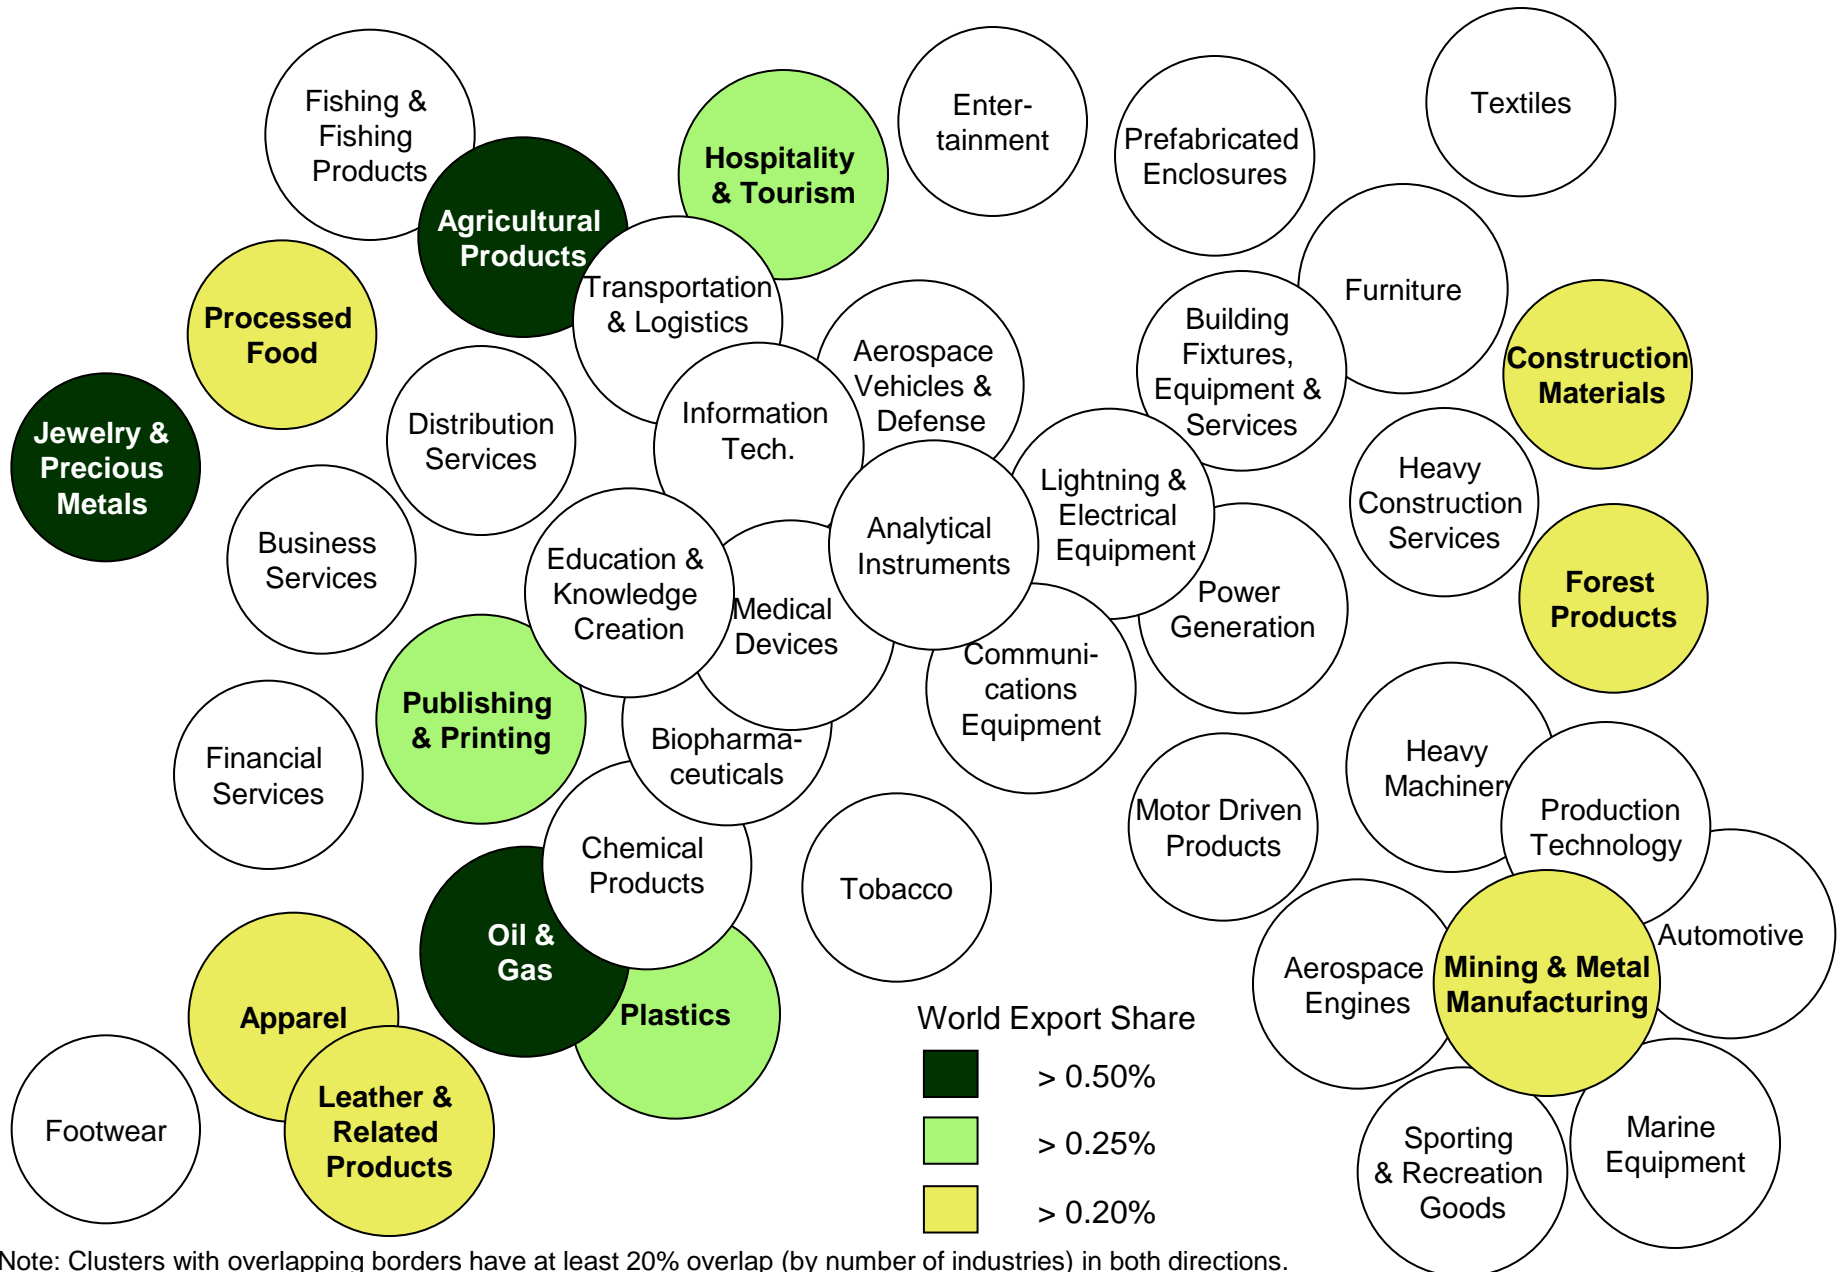 Fishing &
Fishing
Products
Agricultural
Products
Hospitality
& Tourism
Enter-
tainment
Prefabricated
Enclosures
Textiles
Processed
Food
Transportation
& Logistics
Aerospace
Vehicles &
Defense
Building
Fixtures,
Equipment &
Services
Furniture
Construction
Materials
Jewelry &
Precious
Metals
Distribution
Services
Information
Tech.
Lightning &
Electrical
Equipment
Heavy
Construction
Services
Business
Services
Education &
Knowledge
Creation
Medical
Devices
Analytical
Instruments
Power
Generation
Forest
Products
Publishing
& Printing
Communi-
cations
Equipment
Financial
Services
Biopharma-
ceuticals
Motor Driven
Products
Heavy
Machinery
Production
Technology
Chemical
Products
Tobacco
Oil &
Gas
Plastics
Aerospace
Engines
Mining & Metal
Manufacturing
Automotive
Apparel
Leather &
Related
Products
Footwear
Sporting
& Recreation
Goods
Marine
Equipment
World Export Share
> 0.50%
> 0.25%
> 0.20%
Note: Clusters with overlapping borders have at least 20% overlap (by number of industries) in both directions.